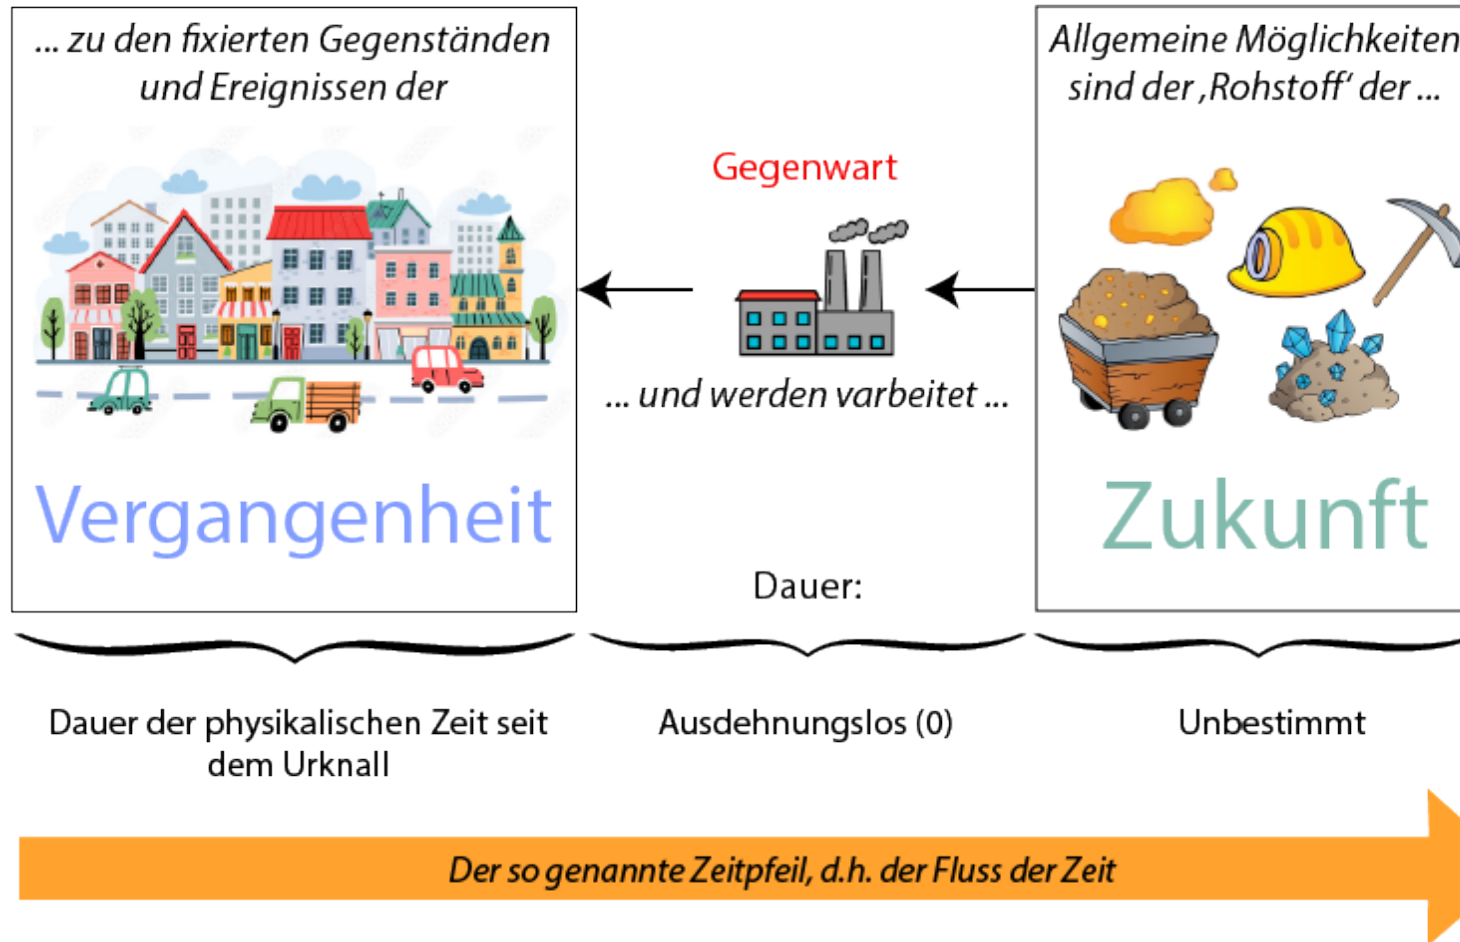 ... zu den fixierten Gegenständen
und Ereignissen der
Vergangenheit
Gegenwart
... und werden varbeitet ...
Allgemeine Möglichkeiten
sind der ‚Rohstoff‘ der ...
Zukunft
Dauer:
Dauer der physikalischen Zeit seit
dem Urknall
Ausdehnungslos (0)
Unbestimmt
Der so genannte Zeitpfeil, d.h. der Fluss der Zeit